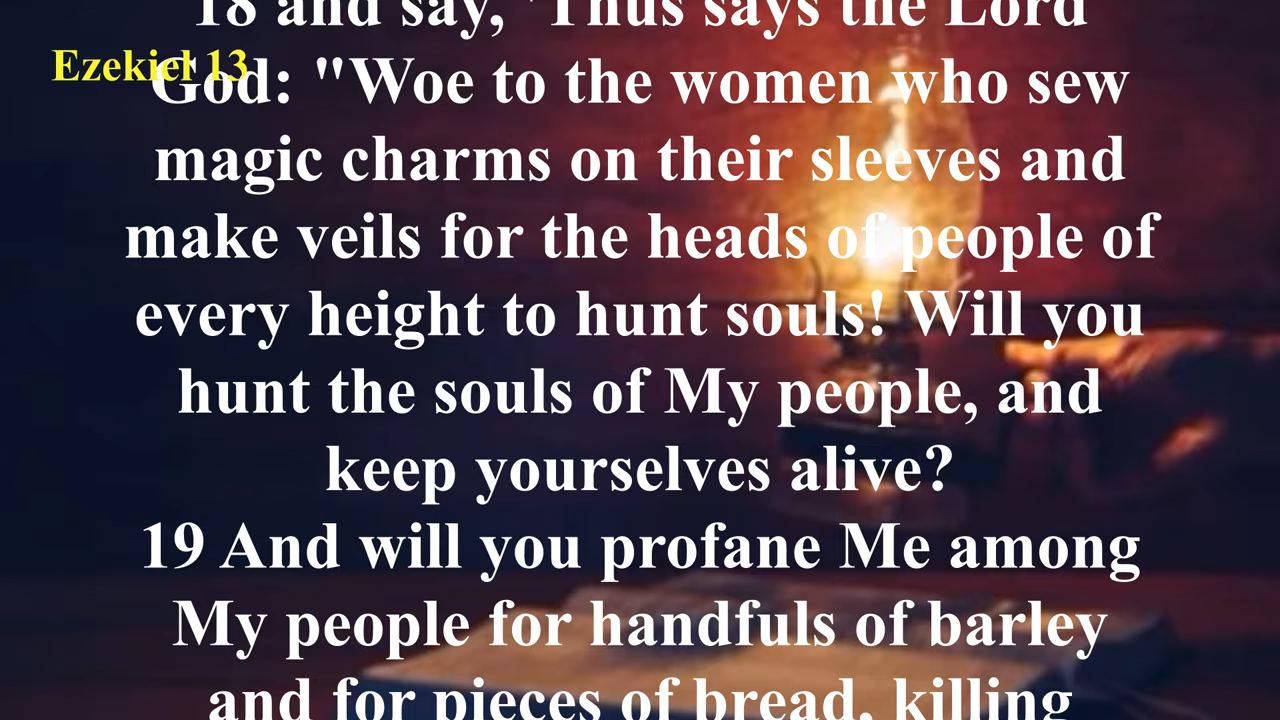 18 and say, 'Thus says the Lord
Ezekiel 13
God: "Woe to the women who sew
magic charms on their sleeves and
make veils for the heads of people of
every height to hunt souls! Will you
hunt the souls of My people, and
keep yourselves alive?
19 And will you profane Me among
My people for handfuls of barley
and for pieces of bread, killing